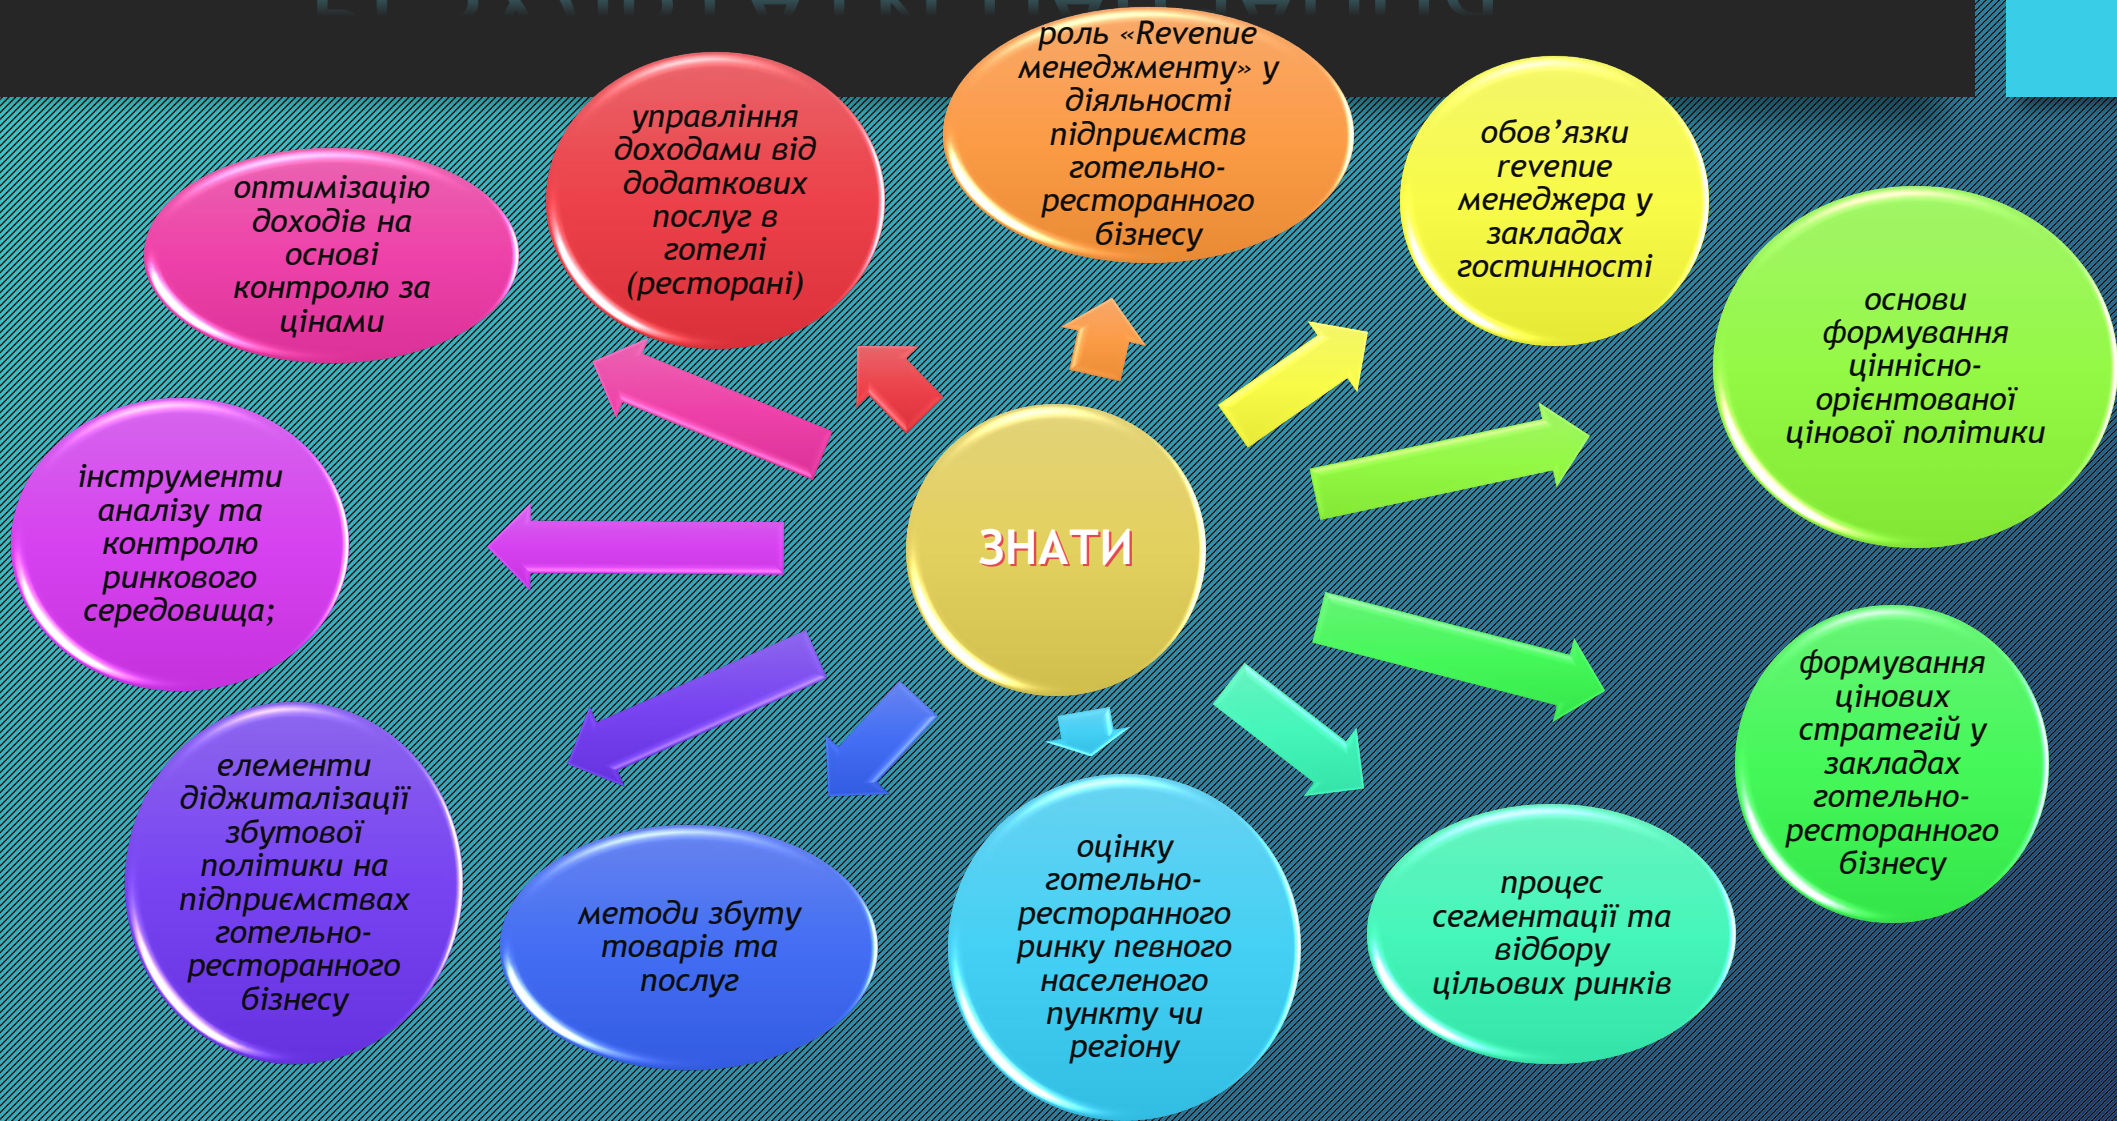 роль «Revenue
менеджменту» у
діяльності
підприємств
готельно-
ресторанного
бізнесу
обов’язки
revenue
менеджера у
закладах
гостинності
основи
формування
ціннісно-
орієнтованої
цінової політики
формування
цінових
стратегій у
закладах
готельно-
ресторанного
бізнесу
процес
сегментації та
відбору
цільових ринків
оцінку
готельно-
ресторанного
ринку певного
населеного
пункту чи
регіону
методи збуту
товарів та
послуг
елементи
діджиталізації
збутової
політики на
підприємствах
готельно-
ресторанного
бізнесу
інструменти
аналізу та
контролю
ринкового
середовища;
оптимізацію
доходів на
основі
контролю за
цінами
управління
доходами від
додаткових
послуг в
готелі
(ресторані)
ЗНАТИ